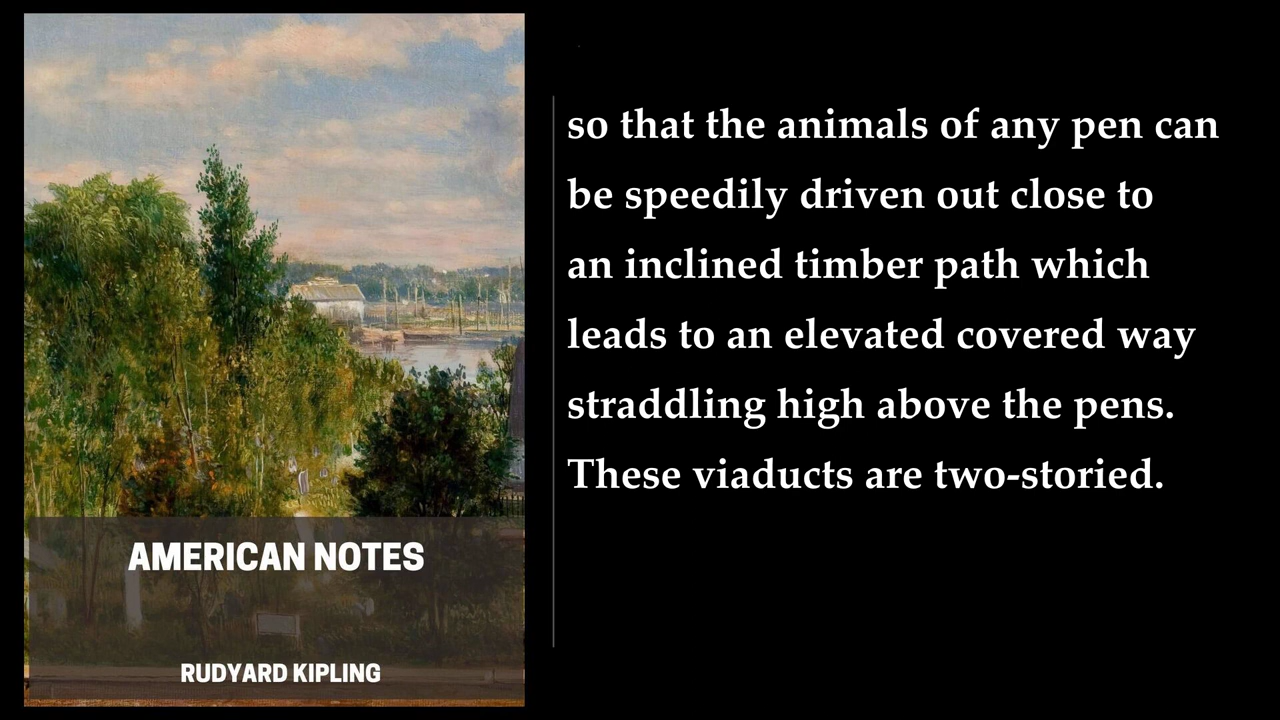 so that the animals of any pen can
be speedily driven out close to
an inclined timber path which
leads to an elevated covered way
straddling high above the pens.
These viaducts are two-storied.
AMERICAN NOTES
RUDYARD KIPLING